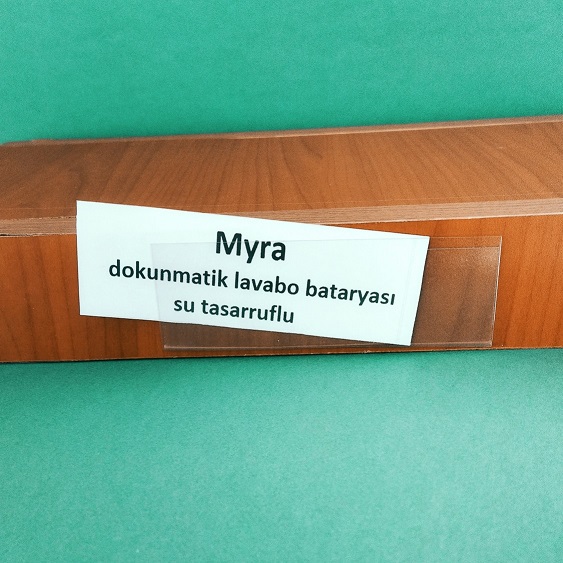 Myra
dokunmatik lavabo bataryası
su tasarruflu